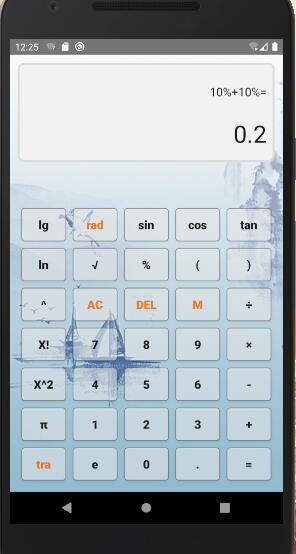 12:25
10%+10%=
0.2
lg rad sin cos tan
ln √ % ( )
^ AC DEL M ÷
X! 7 8 9 ×
X^2 4 5 6 -
π 1 2 3 +
tra e 0 . =